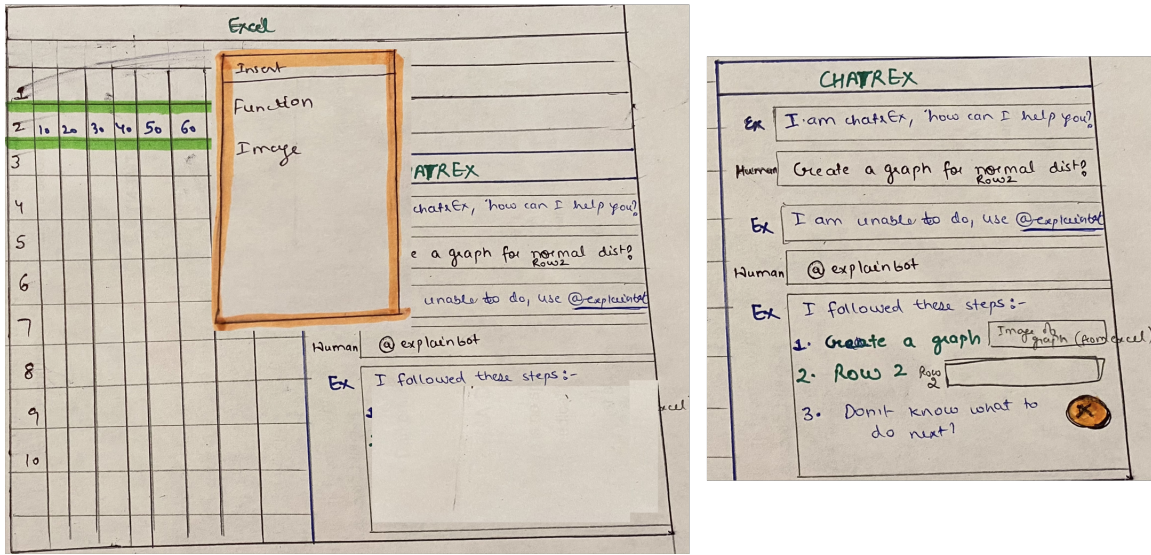 Excel
Insert
Function
Image
1
2 10 20 30 40 50 60
3
4
5
6
7
8
9
10
ATREX
chatrEx, "how can I help you?
e a graph for normal dist?
Row2
unable to do, use @explainbot
Human @explainbot
Ex I followed these steps:-
xcel
CHATREX
Ex I am chatrEx, "how can I help you?
Human Create a graph for normal dist?
Row2
Ex I am unable to do, use @explainbot
Human @explainbot
Ex I followed these steps:-
1. Create a graph Image of graph (from excel)
2. Row 2 Row 2
3. Don't know what to
do next?